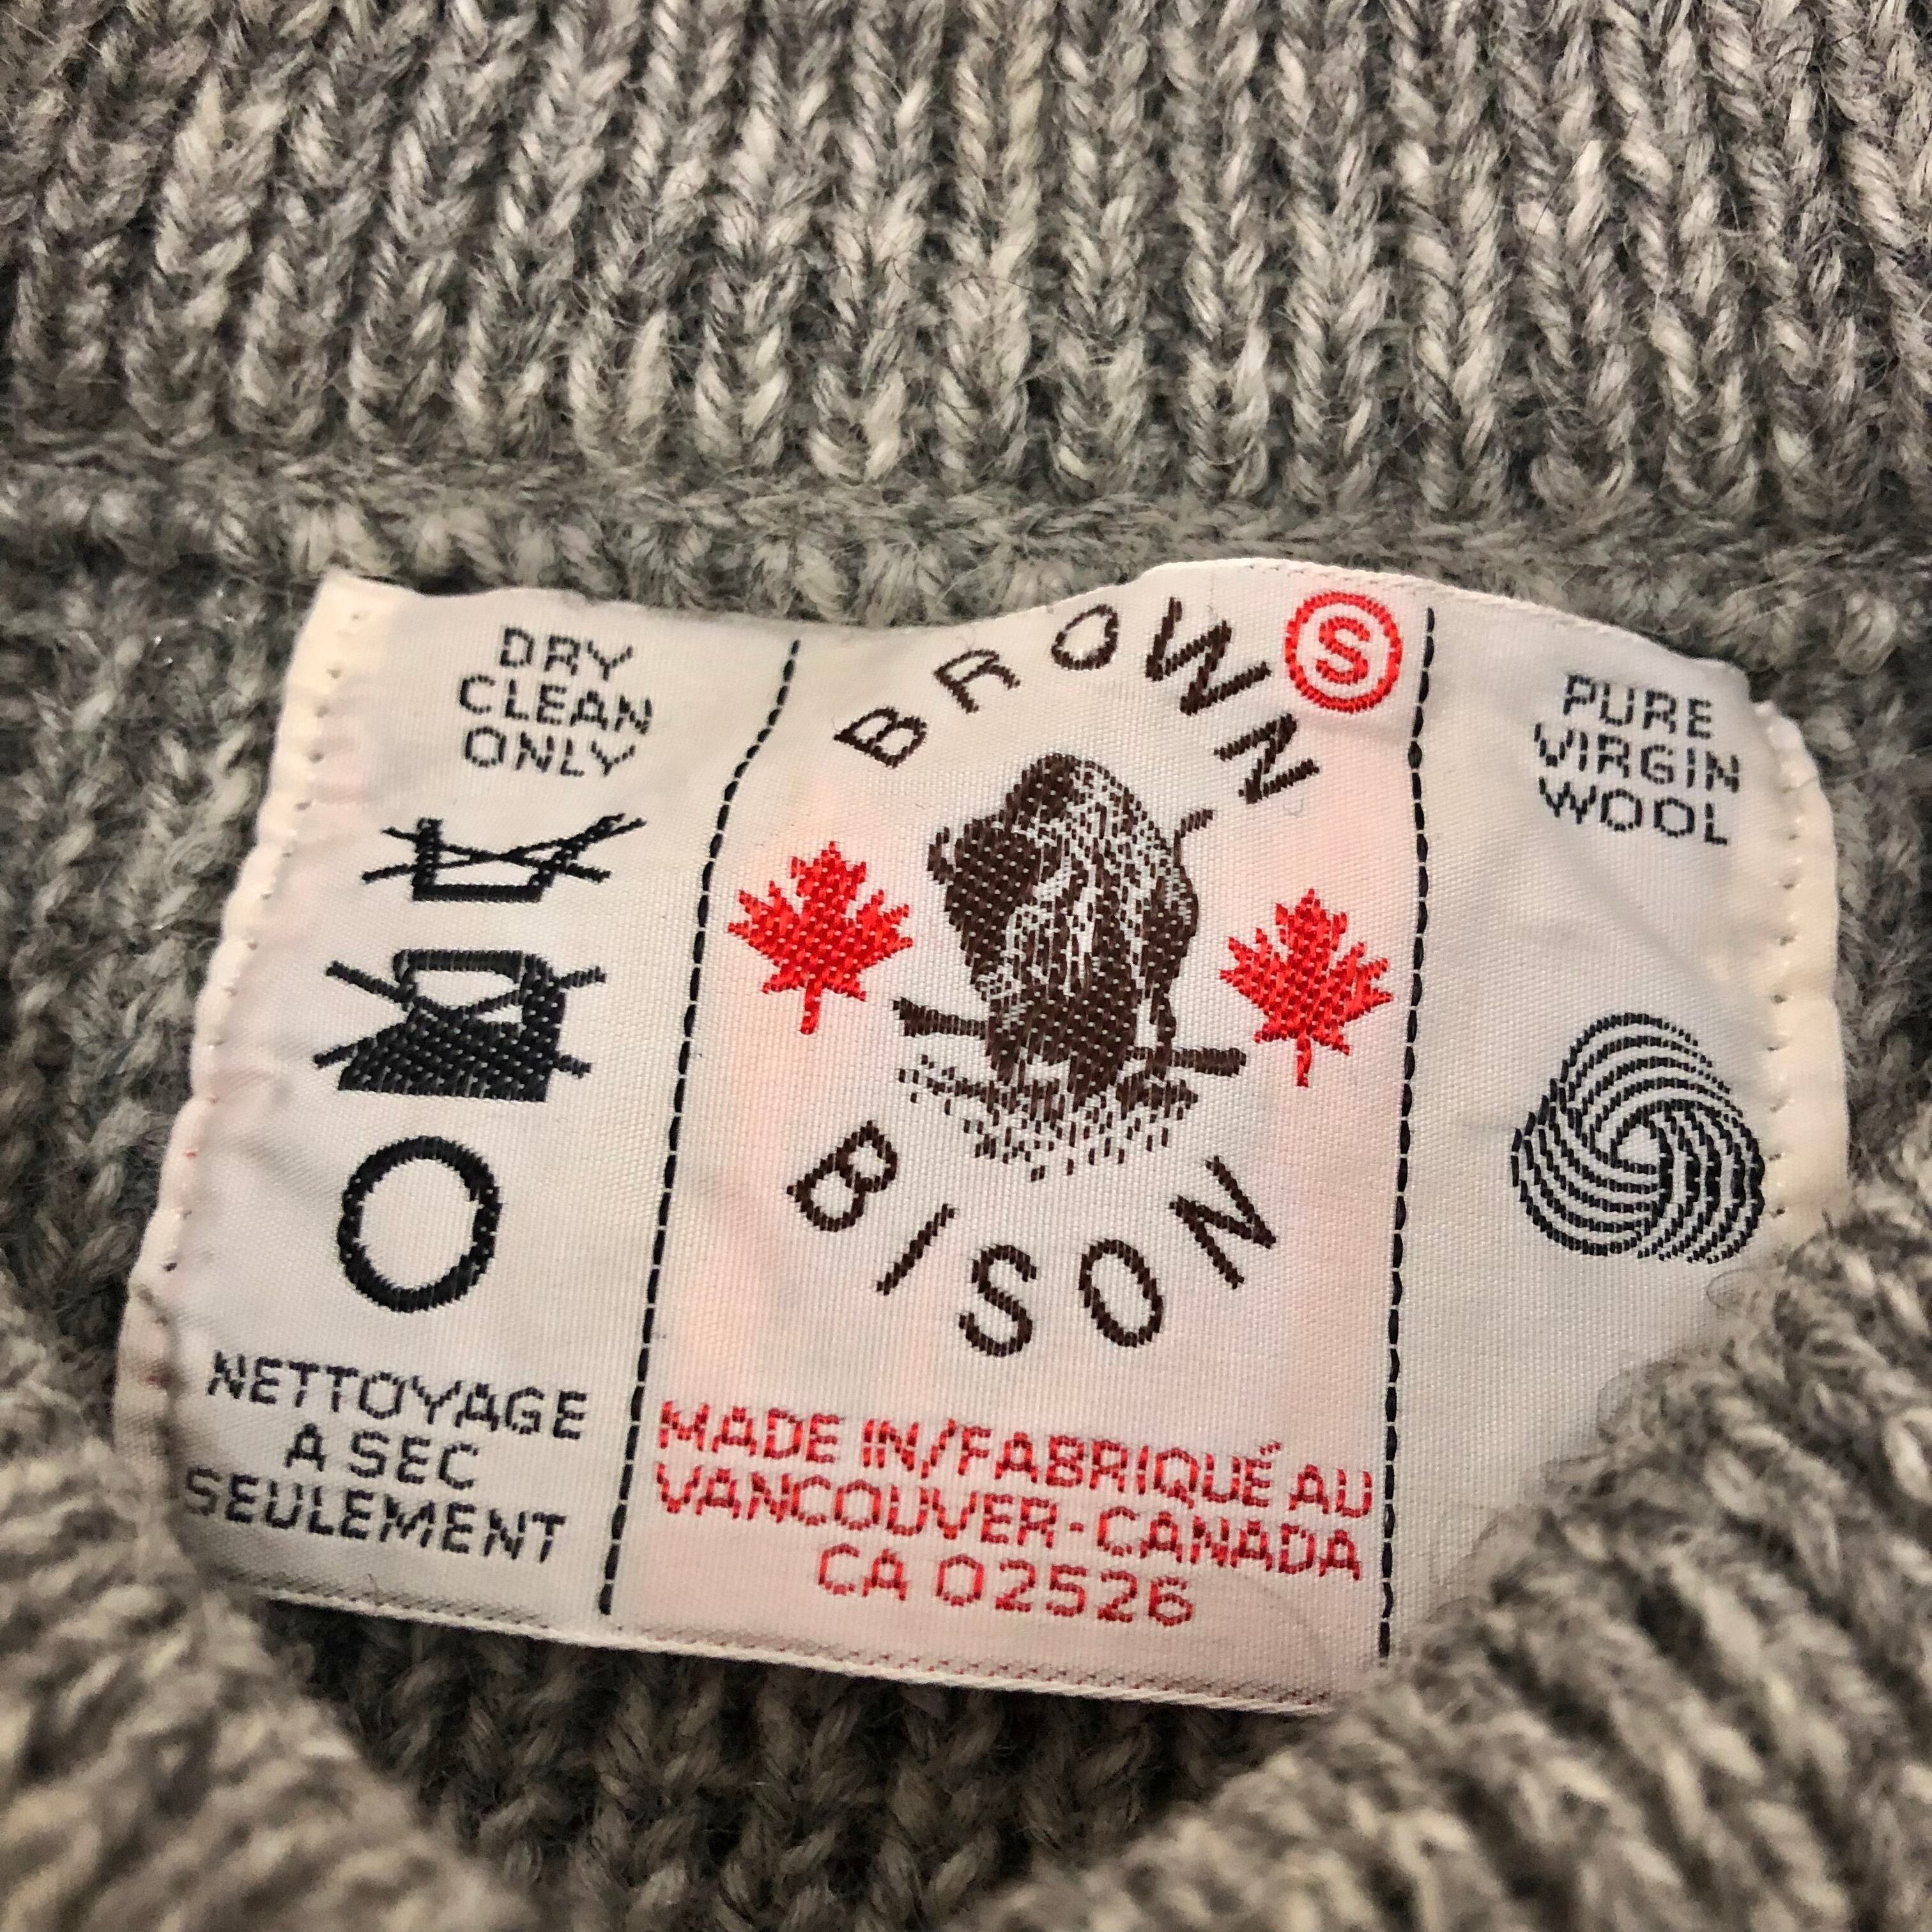 DRY
CLEAN
ONLY
NETTOYAGE
A SEC
SEULEMENT
BROWN
S
BISON
MADE IN/FABRIQUÉ AU
VANCOUVER-CANADA
CA 02526
PURE
VIRGIN
WOOL